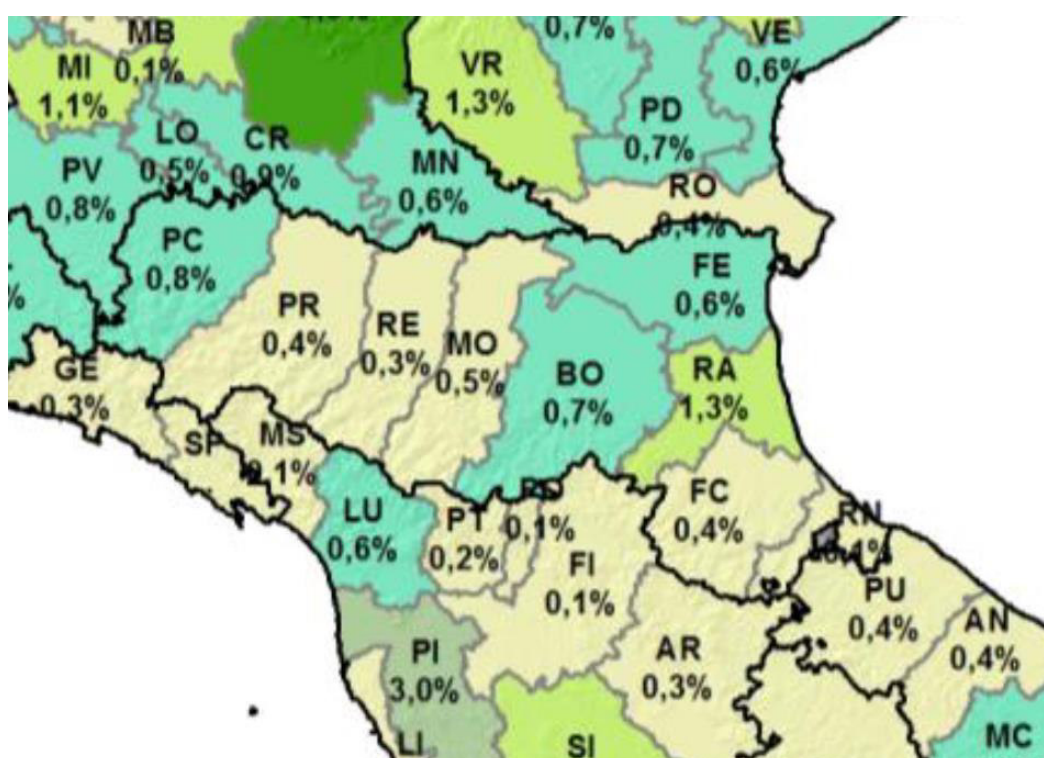 MB
0,1%
MI
1,1%
VR
1,3%
0,7%
VE
0,6%
PD
0,7%
LO
0,5%
CR
0,9%
MN
0,6%
RO
0,4%
PV
0,8%
PC
0,8%
FE
0,6%
PR
0,4%
RE
0,3%
MO
0,5%
BO
0,7%
RA
1,3%
GE
0,3%
SP
MS
0,1%
LU
0,6%
PT
0,2%
0,1%
FC
0,4%
RN
FI
0,1%
PU
0,4%
AN
0,4%
AR
0,3%
PI
3,0%
LI
SI
MC
%